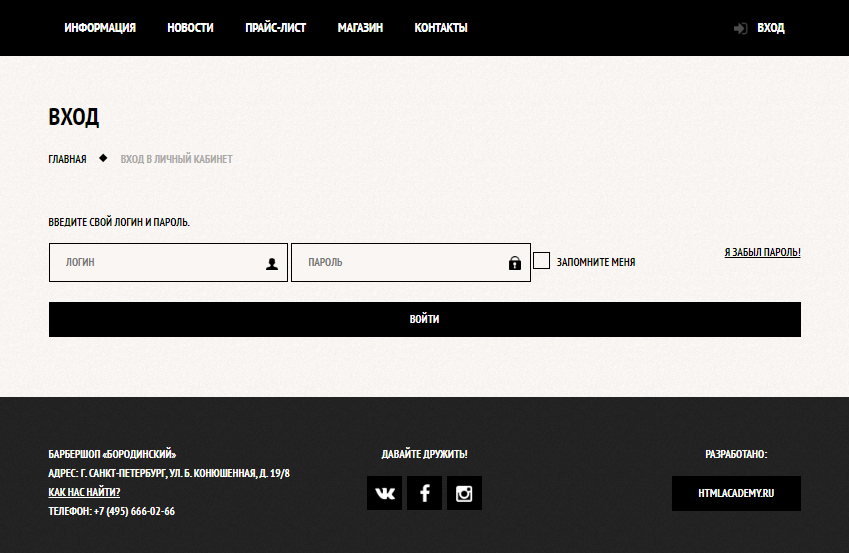 ИНФОРМАЦИЯ НОВОСТИ ПРАЙС-ЛИСТ МАГАЗИН КОНТАКТЫ ВХОД
ВХОД
ГЛАВНАЯ ВХОД В ЛИЧНЫЙ КАБИНЕТ
ВВЕДИТЕ СВОЙ ЛОГИН И ПАРОЛЬ.
ЛОГИН ПАРОЛЬ ЗАПОМНИТЕ МЕНЯ Я ЗАБЫЛ ПАРОЛЬ!
ВОЙТИ
БАРБЕРШОП «БОРОДИНСКИЙ»
АДРЕС: Г. САНКТ-ПЕТЕРБУРГ, УЛ. Б. КОНЮШЕННАЯ, Д. 19/8
КАК НАС НАЙТИ?
ТЕЛЕФОН: +7 (495) 666-02-66
ДАВАЙТЕ ДРУЖИТЬ!
РАЗРАБОТАНО:
HTMLACADEMY.RU